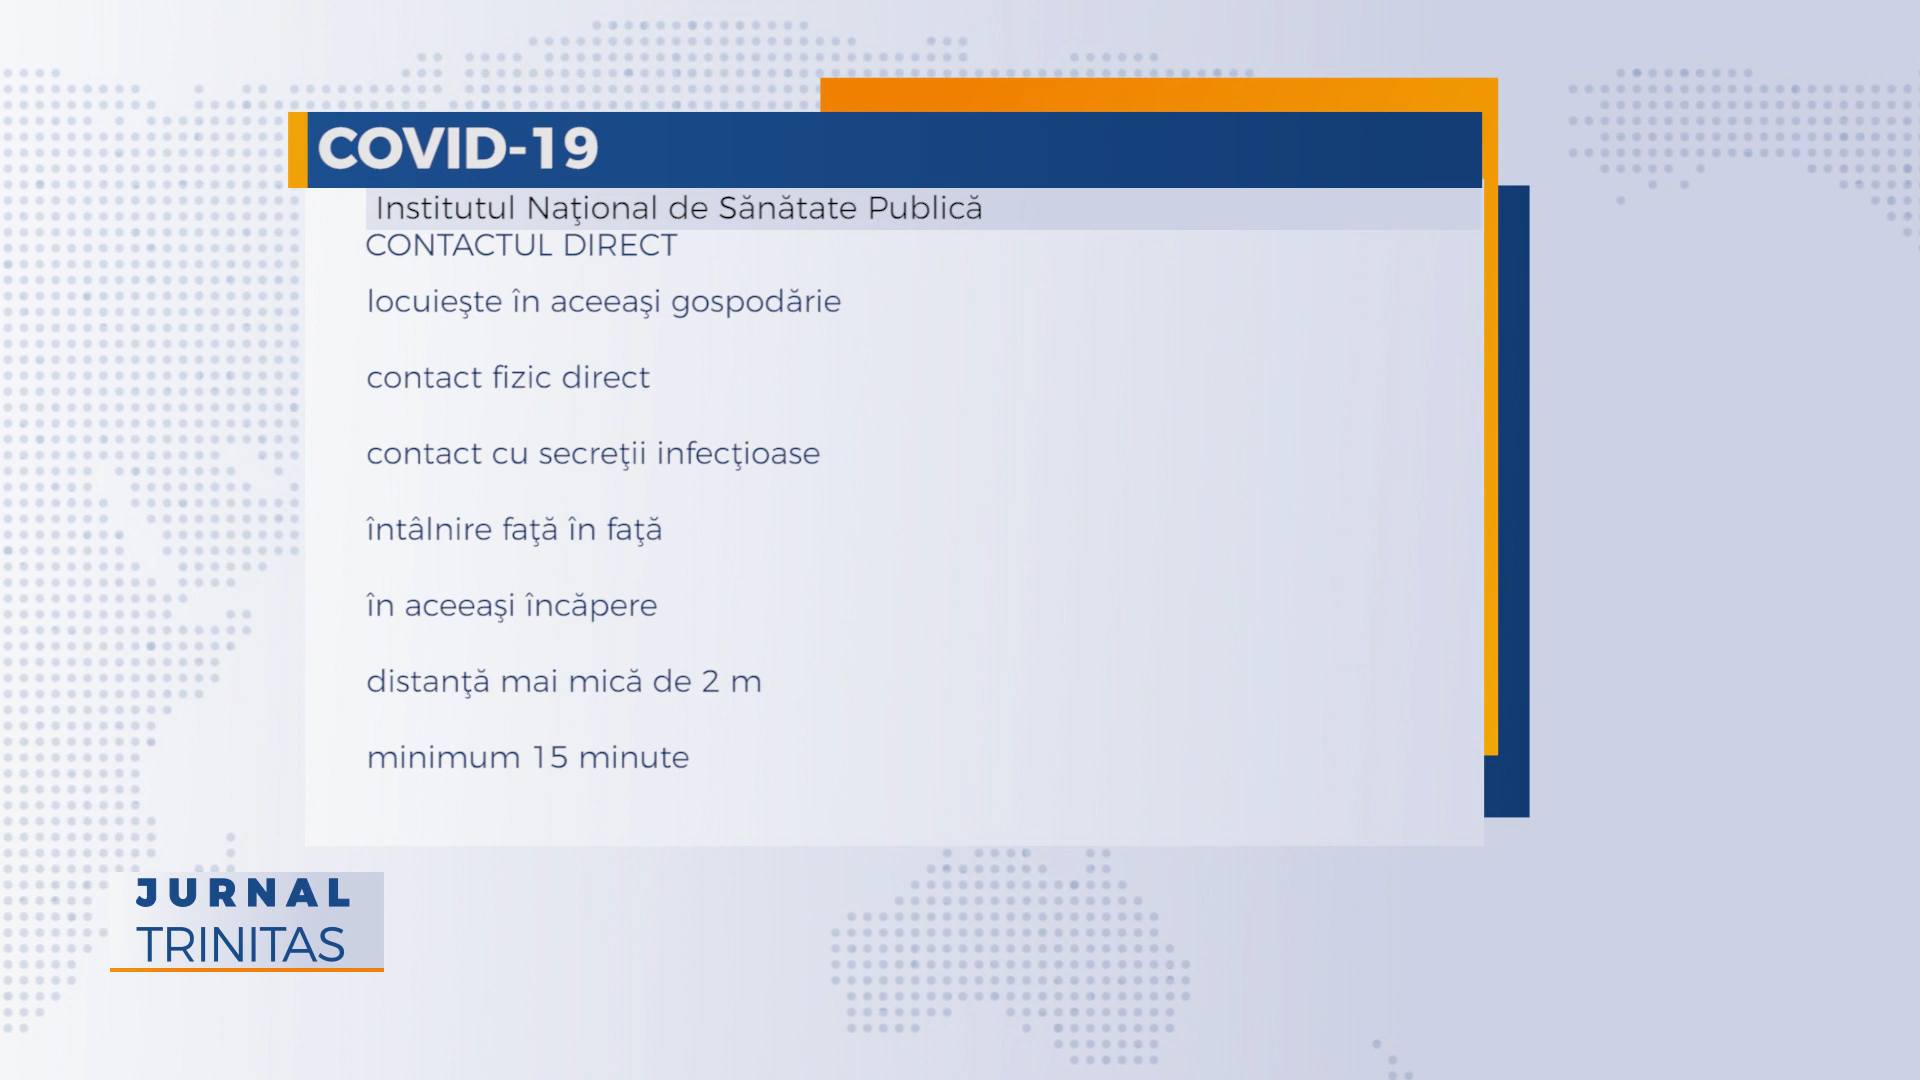 COVID-19
Institutul Naţional de Sănătate Publică
CONTACTUL DIRECT
locuieşte în aceeaşi gospodărie
contact fizic direct
contact cu secreţii infecţioase
întâlnire faţă în faţă
în aceeaşi încăpere
distanţă mai mică de 2 m
minimum 15 minute
JURNAL
TRINITAS